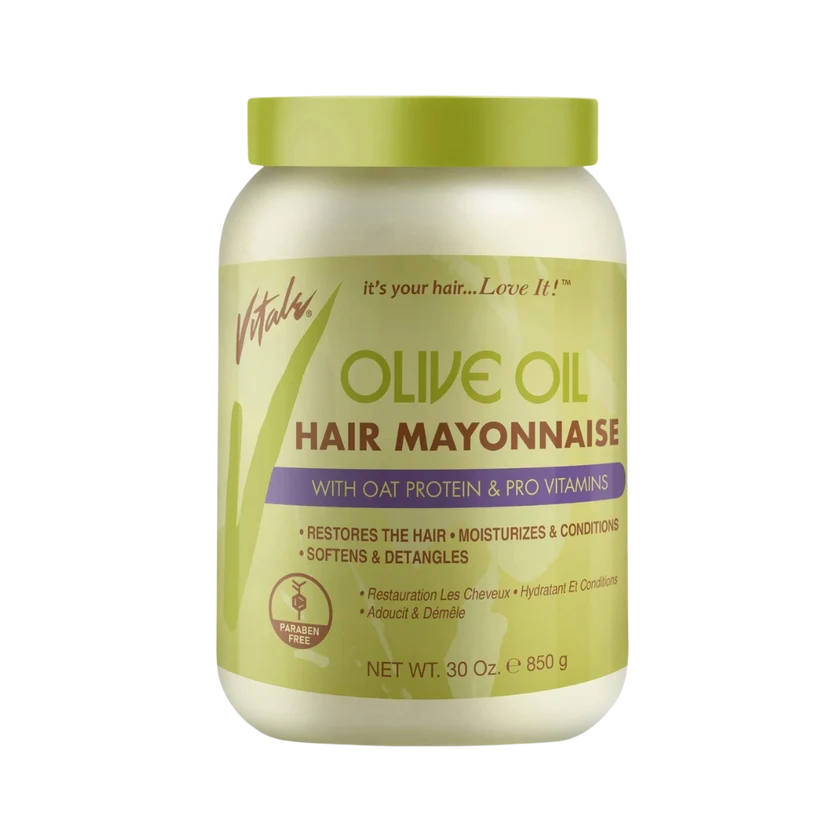 Vitale®
it's your hair...Love It!™
OLIVE OIL
HAIR MAYONNAISE
WITH OAT PROTEIN & PRO VITAMINS
• RESTORES THE HAIR • MOISTURIZES & CONDITIONS
• SOFTENS & DETANGLES
• Restauration Les Cheveux • Hydratant Et Conditions
• Adoucit & Démêle
PARABEN
FREE
NET WT. 30 Oz. ℮ 850 g